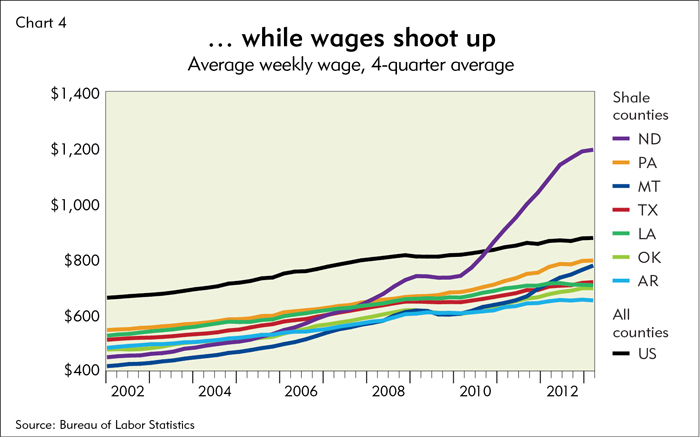 Chart 4
… while wages shoot up
Average weekly wage, 4-quarter average
$1,400
$1,200
$1,000
$800
$600
$400
2002
2004
2006
2008
2010
2012
Shale
counties
ND
PA
MT
TX
LA
OK
AR
All
counties
US
Source: Bureau of Labor Statistics